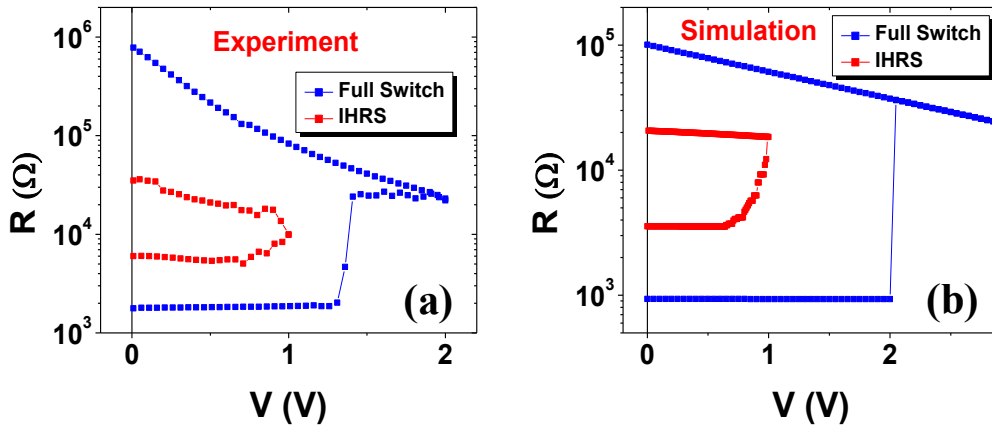 10^6
10^5
10^4
10^3
R (Ω)
Experiment
Full Switch
IHRS
(a)
0
1
2
V (V)
10^5
10^4
10^3
R (Ω)
Simulation
Full Switch
IHRS
(b)
0
1
2
V (V)